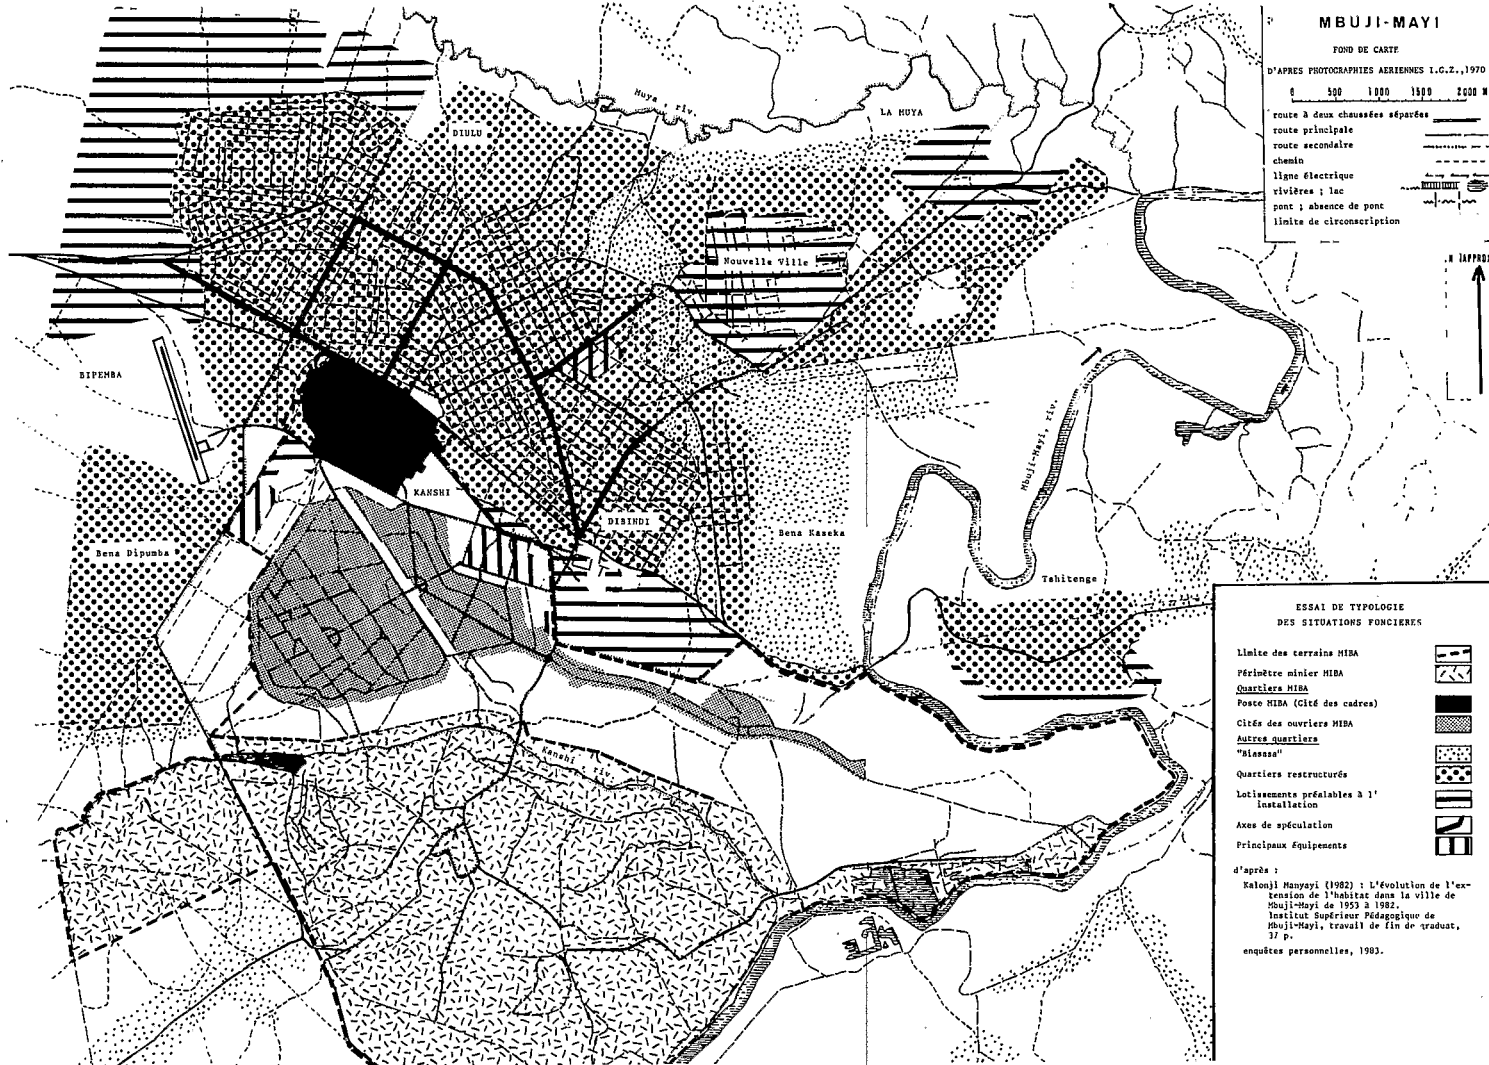 MBUJI-MAYI
FOND DE CARTE
D'APRES PHOTOGRAPHIES AERIENNES I.G.Z.,1970
0 500 1000 1500 2000 M
route à deux chaussées séparées
route principale
route secondaire
chemin
ligne électrique
rivières ; lac
pont ; absence de pont
limite de circonscription
N (APPROX
Muya , riv.
LA MUYA
DIULU
Nouvelle Ville
BIPEMBA
Mbuji-Mayi, riv.
KANSHI
DIBINDI
Bena Kaseka
Bena Dipumba
Tshitenge
Kanshi , riv.
ESSAI DE TYPOLOGIE
DES SITUATIONS FONCIERES
Limite des terrains MIBA
Périmètre minier MIBA
Quartiers MIBA
Poste MIBA (Cité des cadres)
Cités des ouvriers MIBA
Autres quartiers
"Biasasa"
Quartiers restructurés
Lotissements préalables à l'
installation
Axes de spéculation
Principaux équipements
d'après :
Kalonji Manyayi (1982) : L'évolution de l'ex-
tension de l'habitat dans la ville de
Mbuji-Mayi de 1953 à 1982.
Institut Supérieur Pédagogique de
Mbuji-Mayi, travail de fin de graduat,
37 p.
enquêtes personnelles, 1983.